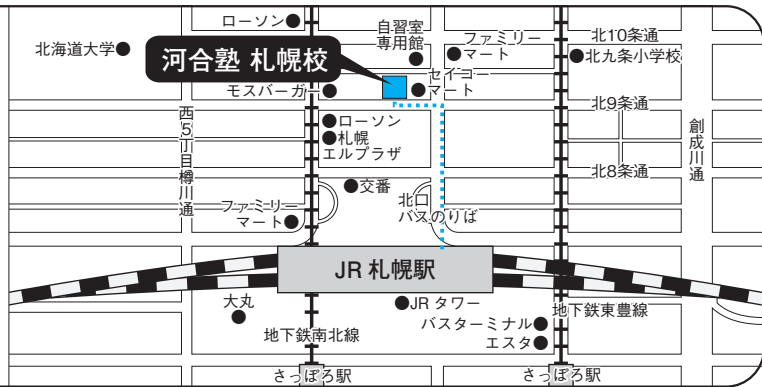 ローソン
自習室
専用館
ファミリー
マート
北10条通
北海道大学
河合塾 札幌校
北九条小学校
モスバーガー
セイコー
マート
北9条通
ローソン
札幌
エルプラザ
西5丁目樽川通
創成川通
北8条通
交番
北口
バスのりば
ファミリー
マート
JR 札幌駅
大丸
JR タワー
地下鉄東豊線
バスターミナル
地下鉄南北線
エスタ
さっぽろ駅
さっぽろ駅